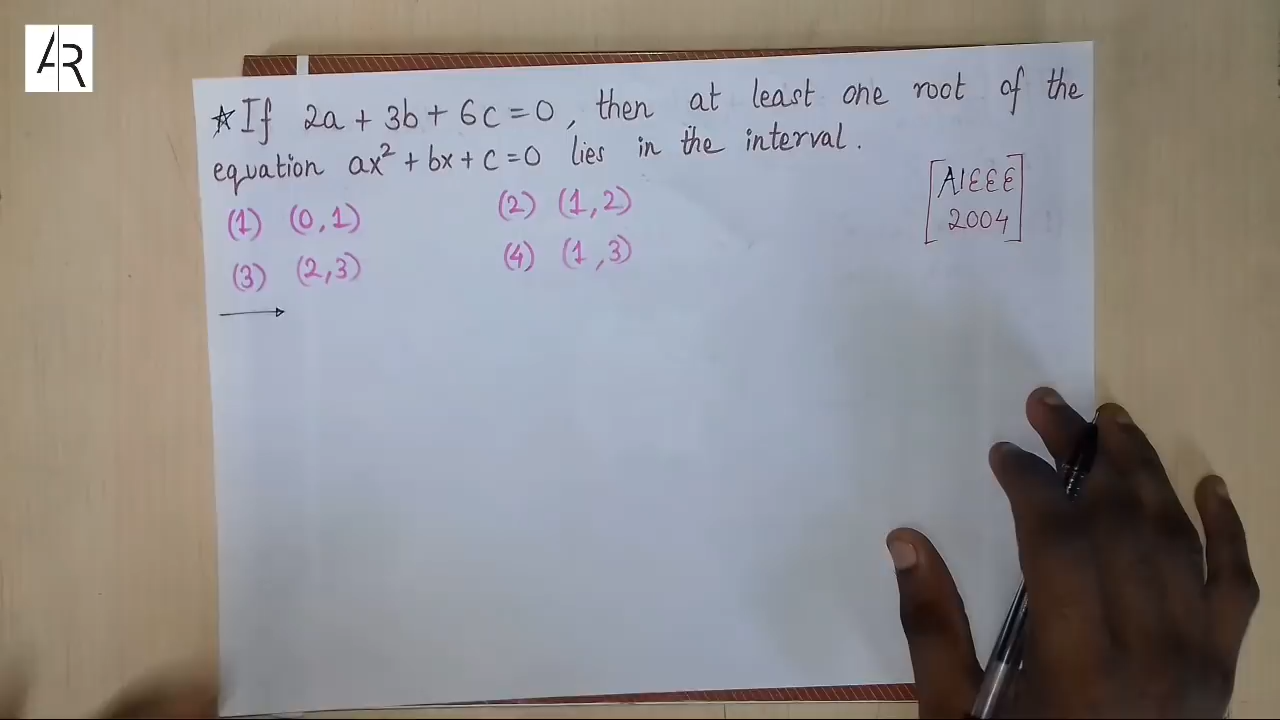 AR
☆If 2a + 3b + 6c = 0, then at least one root of the
equation ax² + bx + c = 0 lies in the interval.
[AIEEE
2004]
(1) (0,1) (2) (1,2)
(3) (2,3) (4) (1,3)